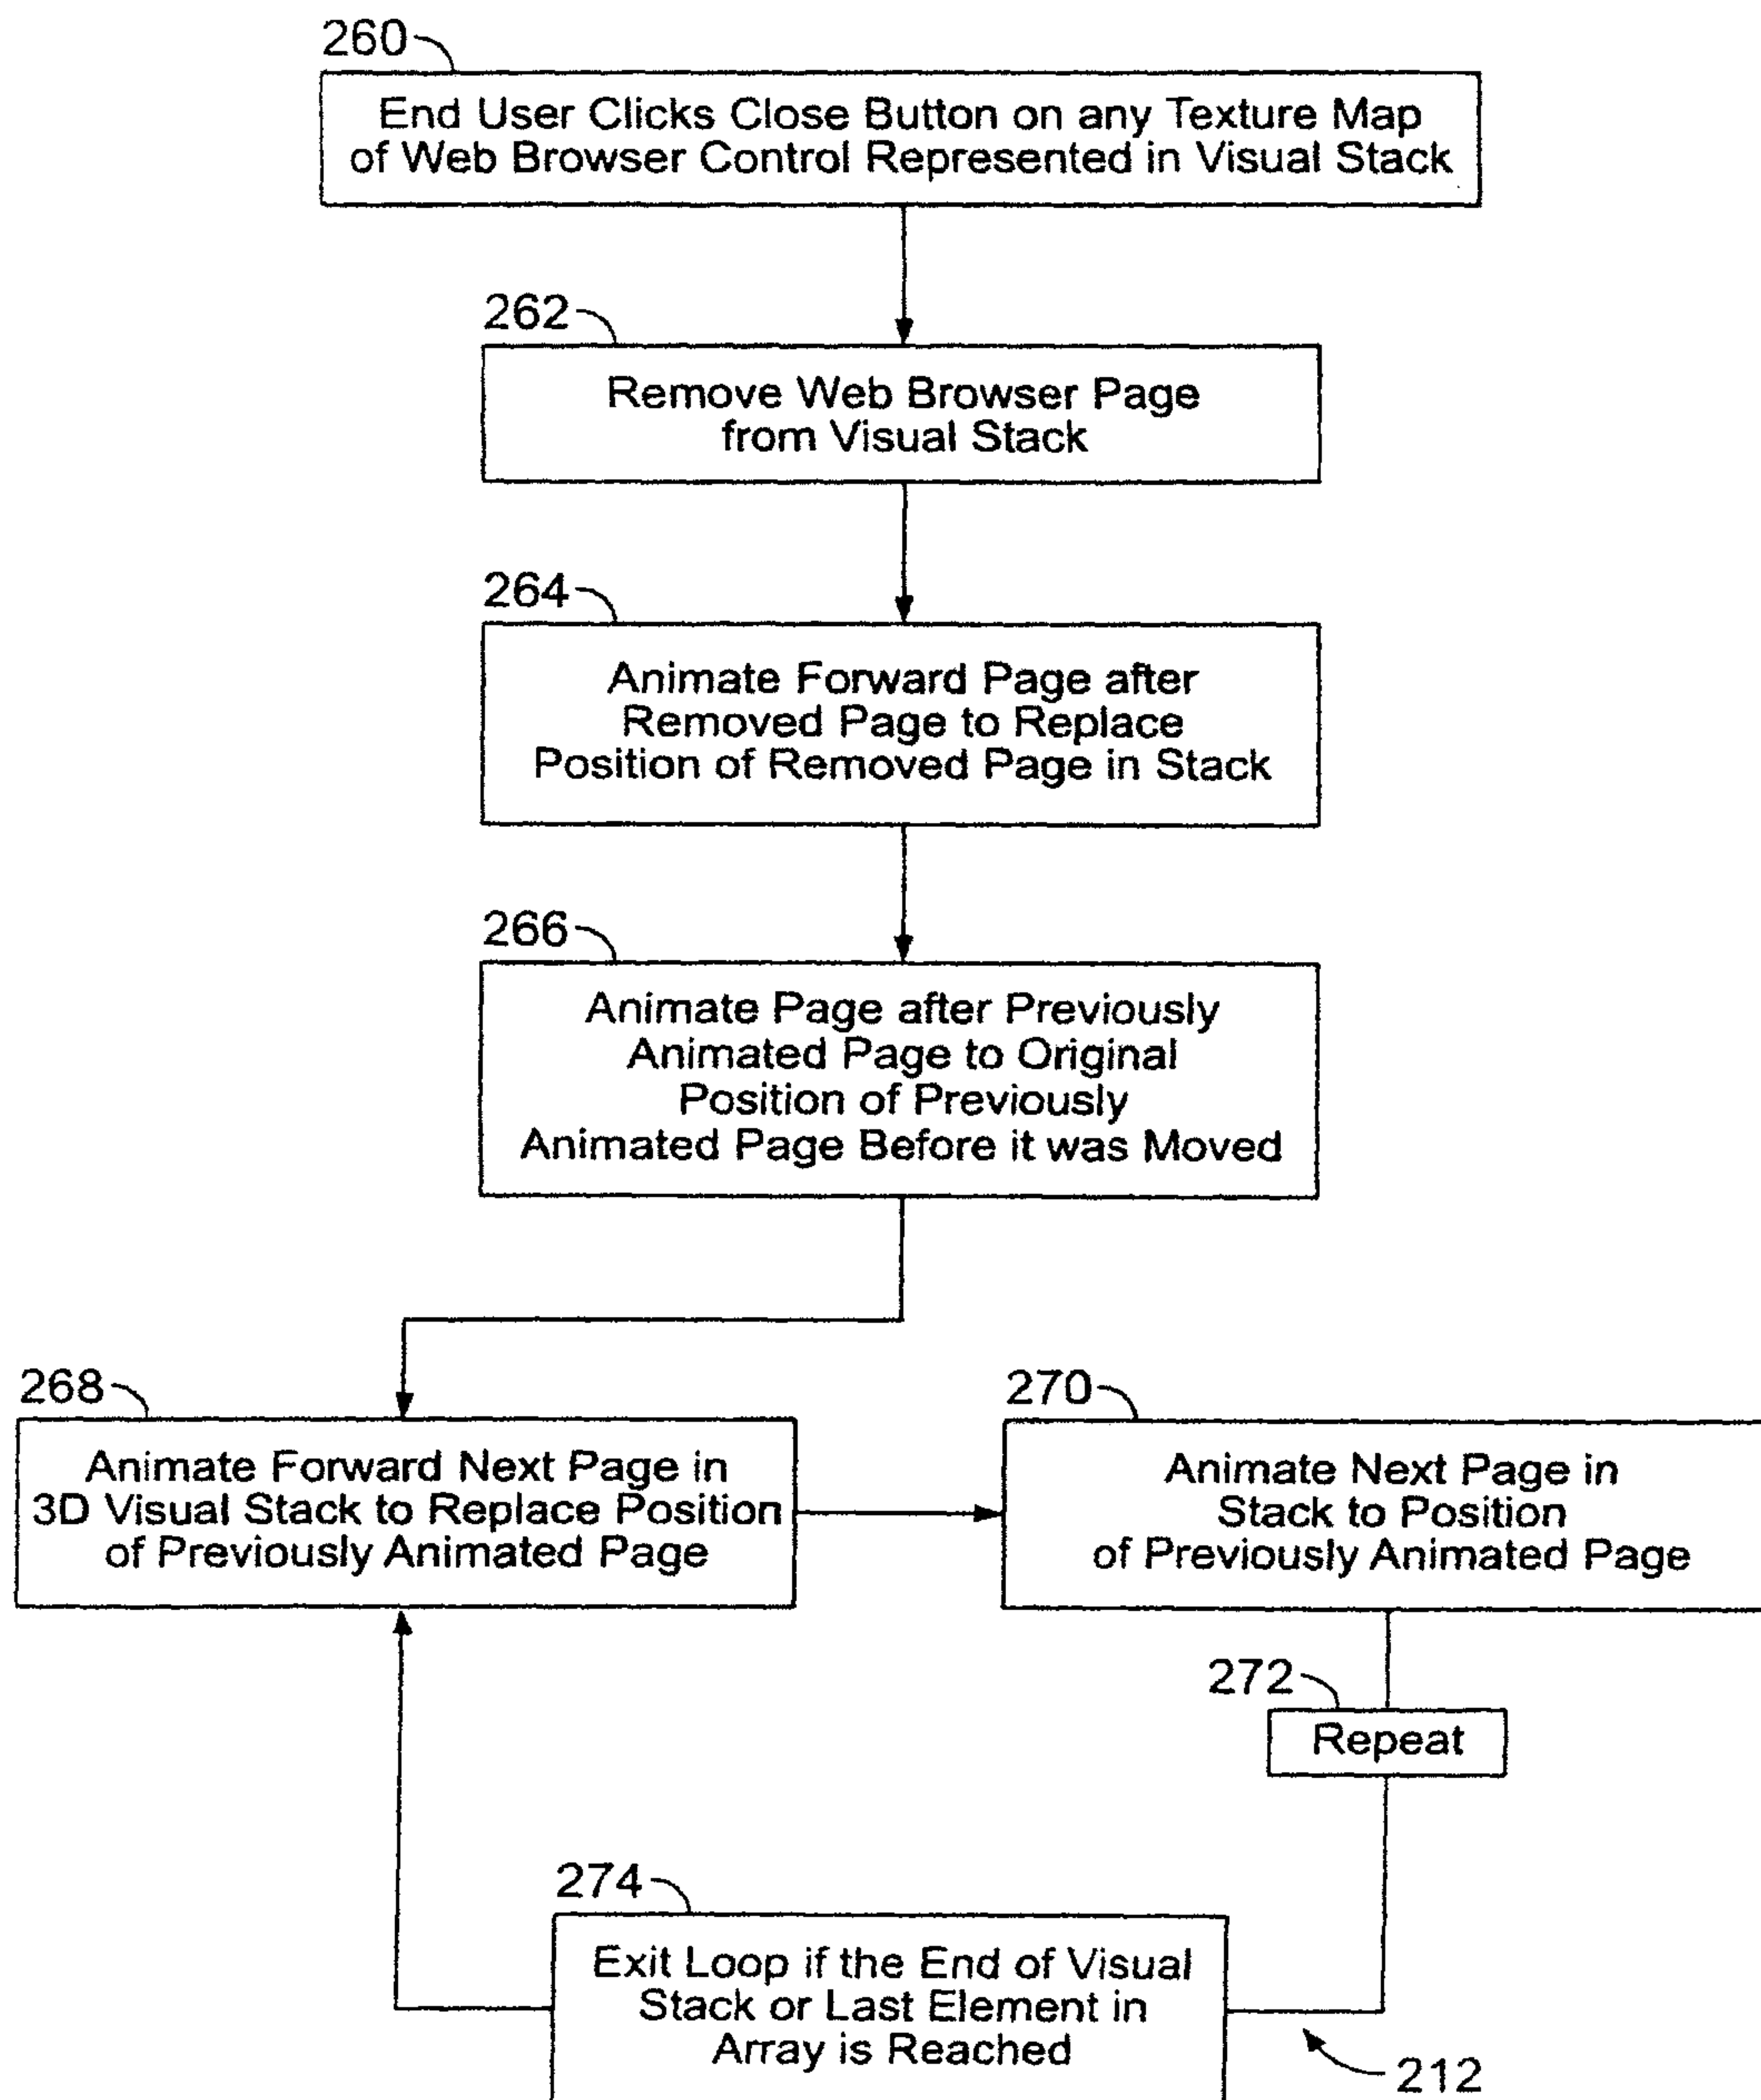 260
End User Clicks Close Button on any Texture Map
of Web Browser Control Represented in Visual Stack
262
Remove Web Browser Page
from Visual Stack
264
Animate Forward Page after
Removed Page to Replace
Position of Removed Page in Stack
266
Animate Page after Previously
Animated Page to Original
Position of Previously
Animated Page Before it was Moved
268
Animate Forward Next Page in
3D Visual Stack to Replace Position
of Previously Animated Page
270
Animate Next Page in
Stack to Position
of Previously Animated Page
272
Repeat
274
Exit Loop if the End of Visual
Stack or Last Element in
Array is Reached
212